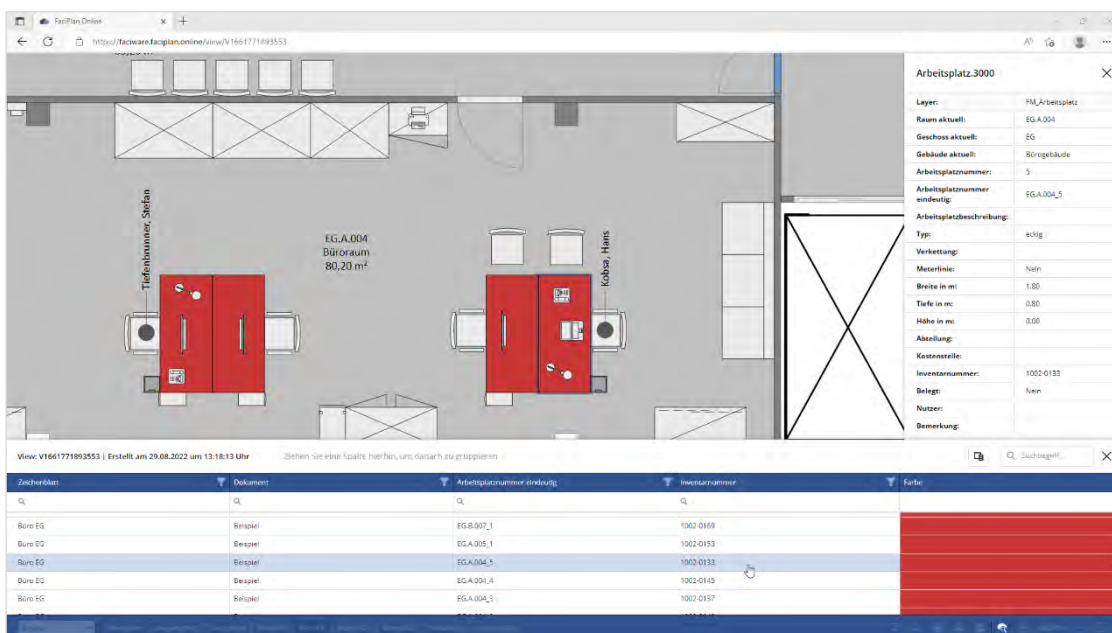 FaciPlan Online
https://faciware.faciplan.online/view/V1661771893553
Tiefenbrunner, Stefan
EG.A.004
Büroraum
80,20 m²
Kobsa, Hans
Arbeitsplatz.3000
Layer: FM_Arbeitsplatz
Raum aktuell: EG.A.004
Geschoss aktuell: EG
Gebäude aktuell: Bürogebäude
Arbeitsplatznummer: 5
Arbeitsplatznummer
eindeutig: EG.A.004_5
Arbeitsplatzbeschreibung:
Typ: eckig
Verkettung:
Meterlinie: Nein
Breite in m: 1.80
Tiefe in m: 0.80
Höhe in m: 0.00
Abteilung:
Kostenstelle:
Inventarnummer: 1002-0133
Belegt: Nein
Nutzer:
Bemerkung:
View: V1661771893553 | Erstellt am 29.08.2022 um 13:18:13 Uhr Ziehen Sie eine Spalte hierhin, um danach zu gruppieren Suchbegriff...
Zeichenblatt Dokument Arbeitsplatznummer eindeutig Inventarnummer Farbe
Büro EG Beispiel EG.B.007_1 1002-0169
Büro EG Beispiel EG.A.005_1 1002-0153
Büro EG Beispiel EG.A.004_5 1002-0133
Büro EG Beispiel EG.A.004_4 1002-0145
Büro EG Beispiel EG.A.004_3 1002-0137